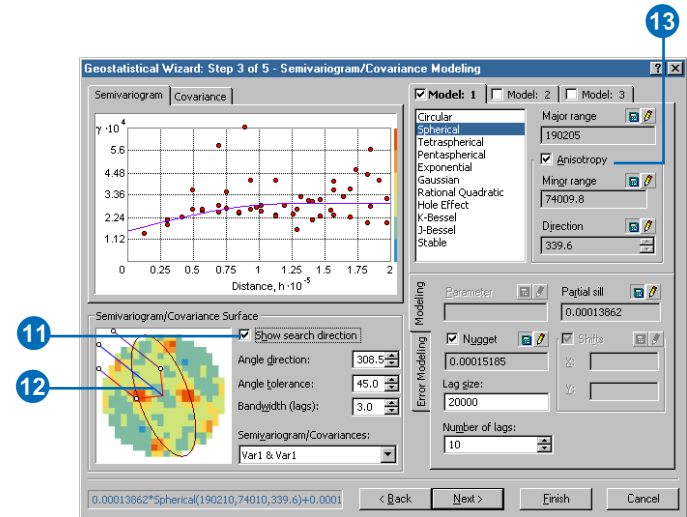 13
Geostatistical Wizard: Step 3 of 5 - Semivariogram/Covariance Modeling
Semivariogram Covariance
γ·10 4
5.6
4.48
3.36
2.24
1.12
0 0.25 0.5 0.75 1 1.25 1.5 1.75 2
Distance, h·10 -5
Model: 1 Model: 2 Model: 3
Circular
Spherical
Tetraspherical
Pentaspherical
Exponential
Gaussian
Rational Quadratic
Hole Effect
K-Bessel
J-Bessel
Stable
Major range
190205
Anisotropy
Minor range
74009.8
Direction
339.6
11
12
Semivariogram/Covariance Surface
Show search direction
Angle direction: 308.5
Angle tolerance: 45.0
Bandwidth (lags): 3.0
Semivariogram/Covariances:
Var1 & Var1
Modeling
Error Modeling
Parameter
Partial sill
0.00013862
Nugget
0.00015185
Shifts
X:
Y:
Lag size:
20000
Number of lags:
10
0.00013862*Spherical(190210,74010,339.6)+0.0001
< Back
Next >
Finish
Cancel